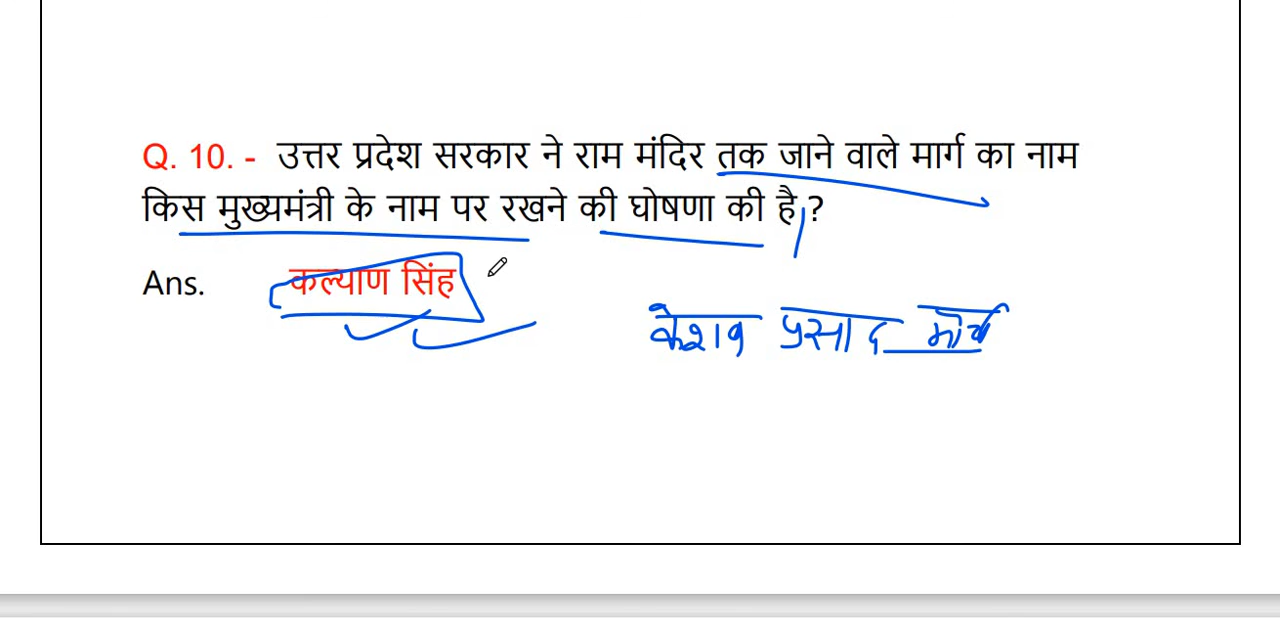 Q. 10. - उत्तर प्रदेश सरकार ने राम मंदिर तक जाने वाले मार्ग का नाम
किस मुख्यमंत्री के नाम पर रखने की घोषणा की है ?
Ans. कल्याण सिंह
केशव प्रसाद मौर्य